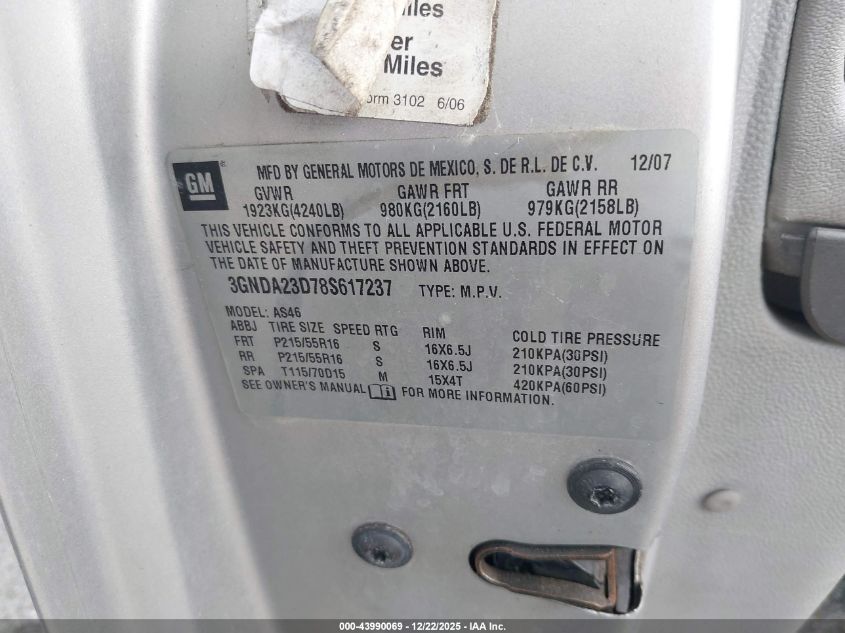 iles
er
Miles
orm 3102 6/06
GM
MFD BY GENERAL MOTORS DE MEXICO, S. DE R.L. DE C.V. 12/07
GVWR GAWR FRT GAWR RR
1923KG(4240LB) 980KG(2160LB) 979KG(2158LB)
THIS VEHICLE CONFORMS TO ALL APPLICABLE U.S. FEDERAL MOTOR
VEHICLE SAFETY AND THEFT PREVENTION STANDARDS IN EFFECT ON
THE DATE OF MANUFACTURE SHOWN ABOVE.
3GNDA23D78S617237 TYPE: M.P.V.
MODEL: AS46
ABBJ TIRE SIZE SPEED RTG RIM COLD TIRE PRESSURE
FRT P215/55R16 S 16X6.5J 210KPA(30PSI)
RR P215/55R16 S 16X6.5J 210KPA(30PSI)
SPA T115/70D15 M 15X4T 420KPA(60PSI)
SEE OWNER'S MANUAL i FOR MORE INFORMATION.
000-43990069 - 12/22/2025 - IAA Inc.